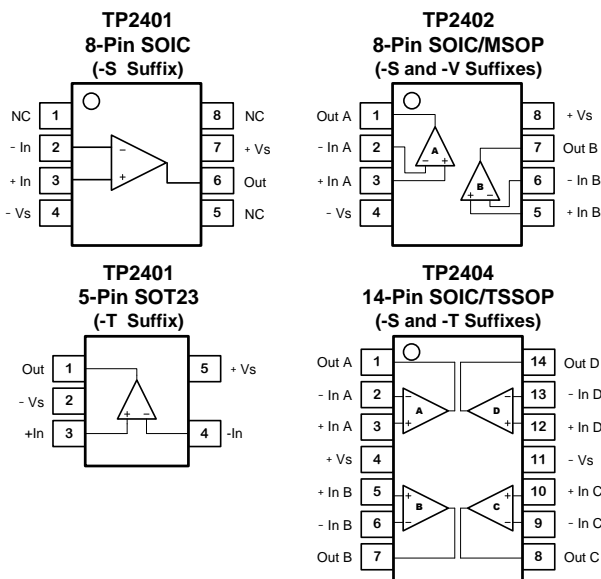 TP2401
8-Pin SOIC
(-S Suffix)
NC 1 8 NC
- In 2 − 7 + Vs
+ In 3 + 6 Out
- Vs 4 5 NC
TP2402
8-Pin SOIC/MSOP
(-S and -V Suffixes)
Out A 1 8 + Vs
- In A 2 A − + 7 Out B
+ In A 3 B + − 6 - In B
- Vs 4 5 + In B
TP2401
5-Pin SOT23
(-T Suffix)
Out 1 5 + Vs
- Vs 2
+In 3 + − 4 -In
TP2404
14-Pin SOIC/TSSOP
(-S and -T Suffixes)
Out A 1 14 Out D
- In A 2 − − 13 - In D
A D
+ In A 3 + + 12 + In D
+ Vs 4 11 - Vs
+ In B 5 + + 10 + In C
B C
- In B 6 − − 9 - In C
Out B 7 8 Out C